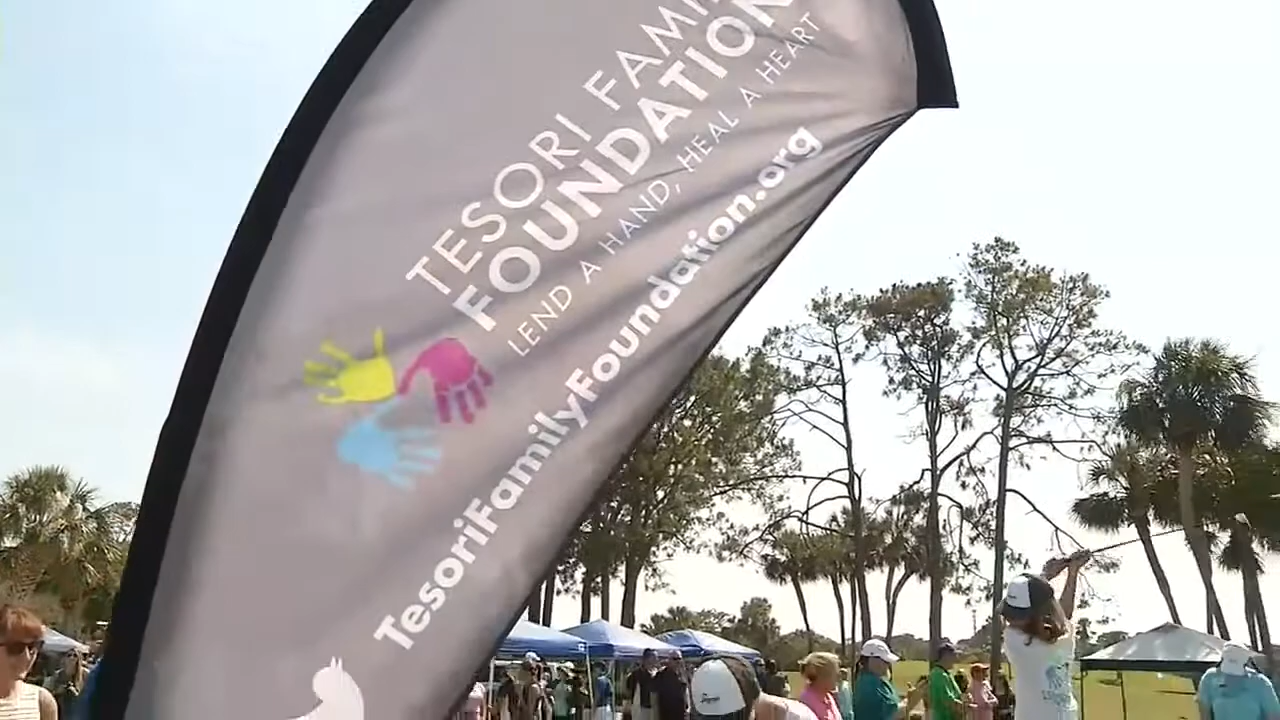 TESORI FAMI
FOUNDATION
LEND A HAND, HEAL A HEART
TesoriFamilyFoundation.org